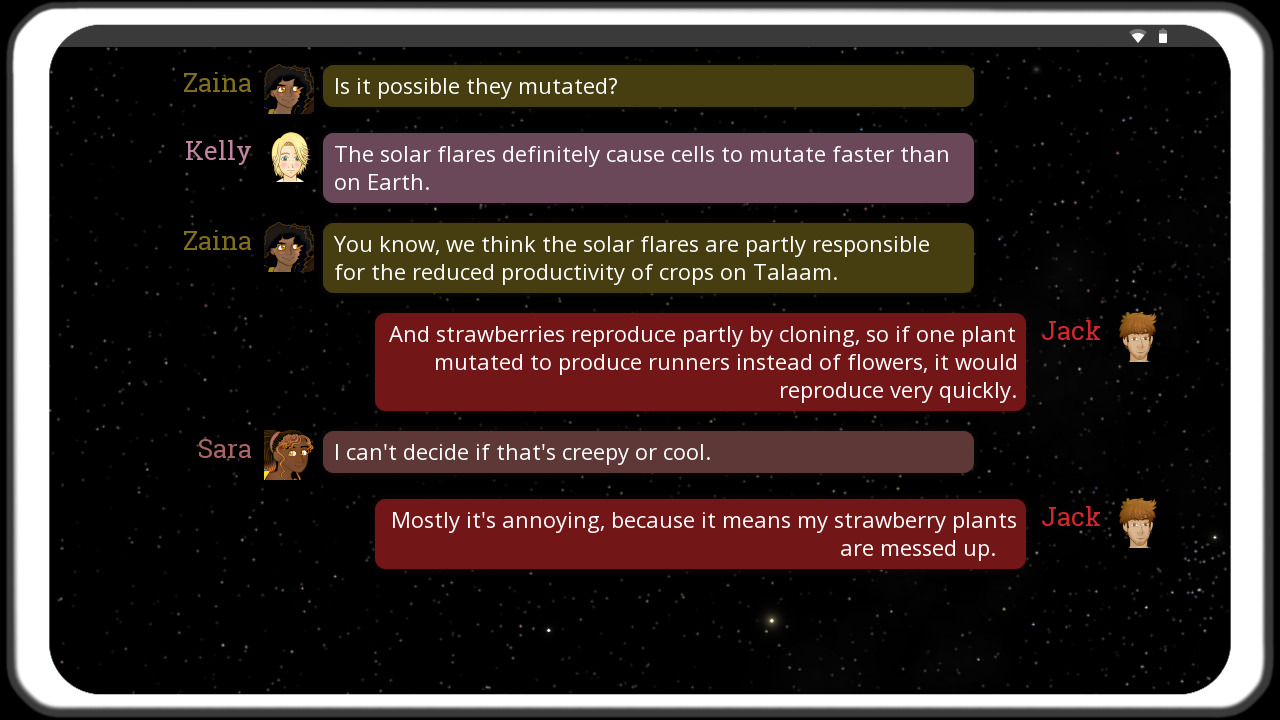 Zaina
Is it possible they mutated?
Kelly
The solar flares definitely cause cells to mutate faster than
on Earth.
Zaina
You know, we think the solar flares are partly responsible
for the reduced productivity of crops on Talaam.
Jack
And strawberries reproduce partly by cloning, so if one plant
mutated to produce runners instead of flowers, it would
reproduce very quickly.
Sara
I can't decide if that's creepy or cool.
Jack
Mostly it's annoying, because it means my strawberry plants
are messed up.